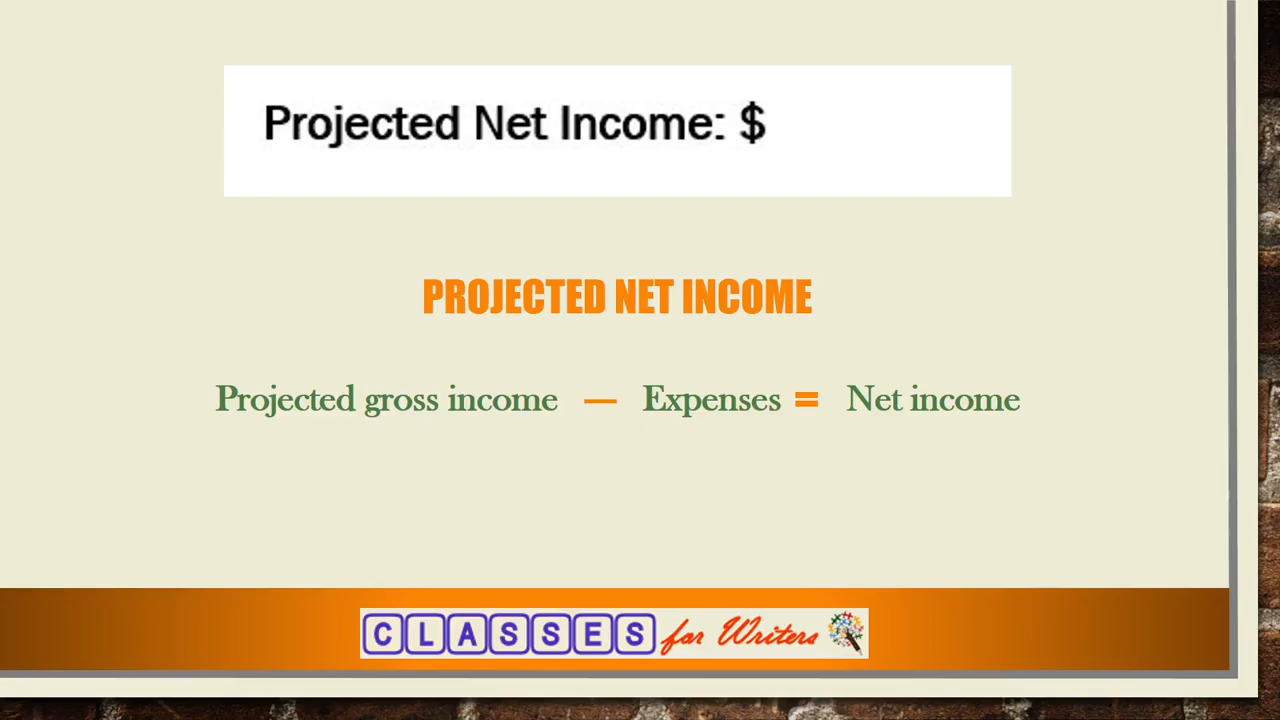 Projected Net Income: $
PROJECTED NET INCOME
Projected gross income — Expenses = Net income
CLASSES for Writers